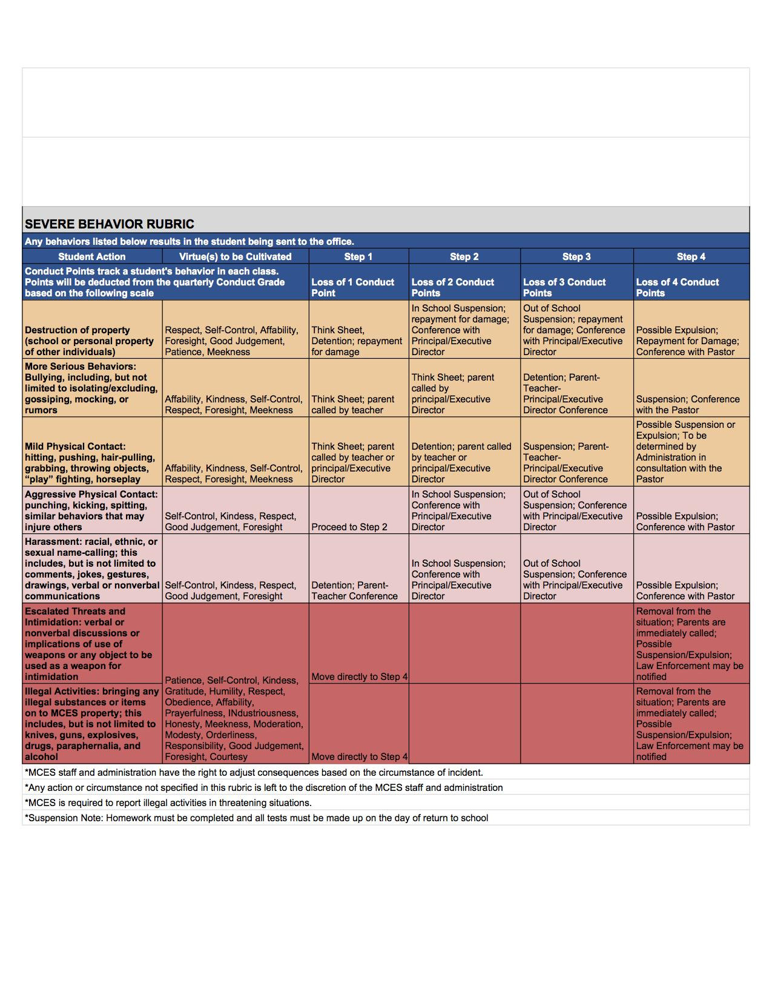 SEVERE BEHAVIOR RUBRIC
Any behaviors listed below results in the student being sent to the office.
Student Action
Virtue(s) to be Cultivated
Step 1
Step 2
Step 3
Step 4
Conduct Points track a student's behavior in each class.
Points will be deducted from the quarterly Conduct Grade
based on the following scale
Loss of 1 Conduct
Point
Loss of 2 Conduct
Points
Loss of 3 Conduct
Points
Loss of 4 Conduct
Points
Destruction of property
(school or personal property
of other individuals)
Respect, Self-Control, Affability,
Foresight, Good Judgement,
Patience, Meekness
Think Sheet,
Detention; repayment
for damage
In School Suspension;
repayment for damage;
Conference with
Principal/Executive
Director
Out of School
Suspension; repayment
for damage; Conference
with Principal/Executive
Director
Possible Expulsion;
Repayment for Damage;
Conference with Pastor
More Serious Behaviors:
Bullying, including, but not
limited to isolating/excluding,
gossiping, mocking, or
rumors
Affability, Kindness, Self-Control,
Respect, Foresight, Meekness
Think Sheet; parent
called by teacher
Think Sheet; parent
called by
principal/Executive
Director
Detention; Parent-
Teacher-
Principal/Executive
Director Conference
Suspension; Conference
with the Pastor
Mild Physical Contact:
hitting, pushing, hair-pulling,
grabbing, throwing objects,
“play” fighting, horseplay
Affability, Kindness, Self-Control,
Respect, Foresight, Meekness
Think Sheet; parent
called by teacher or
principal/Executive
Director
Detention; parent called
by teacher or
principal/Executive
Director
Suspension; Parent-
Teacher-
Principal/Executive
Director Conference
Possible Suspension or
Expulsion; To be
determined by
Administration in
consultation with the
Pastor
Aggressive Physical Contact:
punching, kicking, spitting,
similar behaviors that may
injure others
Self-Control, Kindess, Respect,
Good Judgement, Foresight
Proceed to Step 2
In School Suspension;
Conference with
Principal/Executive
Director
Out of School
Suspension; Conference
with Principal/Executive
Director
Possible Expulsion;
Conference with Pastor
Harassment: racial, ethnic, or
sexual name-calling; this
includes, but is not limited to
comments, jokes, gestures,
drawings, verbal or nonverbal
communications
Self-Control, Kindess, Respect,
Good Judgement, Foresight
Detention; Parent-
Teacher Conference
In School Suspension;
Conference with
Principal/Executive
Director
Out of School
Suspension; Conference
with Principal/Executive
Director
Possible Expulsion;
Conference with Pastor
Escalated Threats and
Intimidation: verbal or
nonverbal discussions or
implications of use of
weapons or any object to be
used as a weapon for
intimidation
Patience, Self-Control, Kindess,
Gratitude, Humility, Respect,
Obedience, Affability,
Prayerfulness, INdustriousness,
Honesty, Meekness, Moderation,
Modesty, Orderliness,
Responsibility, Good Judgement,
Foresight, Courtesy
Move directly to Step 4
Removal from the
situation; Parents are
immediately called;
Possible
Suspension/Expulsion;
Law Enforcement may be
notified
Illegal Activities: bringing any
illegal substances or items
on to MCES property; this
includes, but is not limited to
knives, guns, explosives,
drugs, paraphernalia, and
alcohol
Move directly to Step 4
Removal from the
situation; Parents are
immediately called;
Possible
Suspension/Expulsion;
Law Enforcement may be
notified
*MCES staff and administration have the right to adjust consequences based on the circumstance of incident.
*Any action or circumstance not specified in this rubric is left to the discretion of the MCES staff and administration
*MCES is required to report illegal activities in threatening situations.
*Suspension Note: Homework must be completed and all tests must be made up on the day of return to school